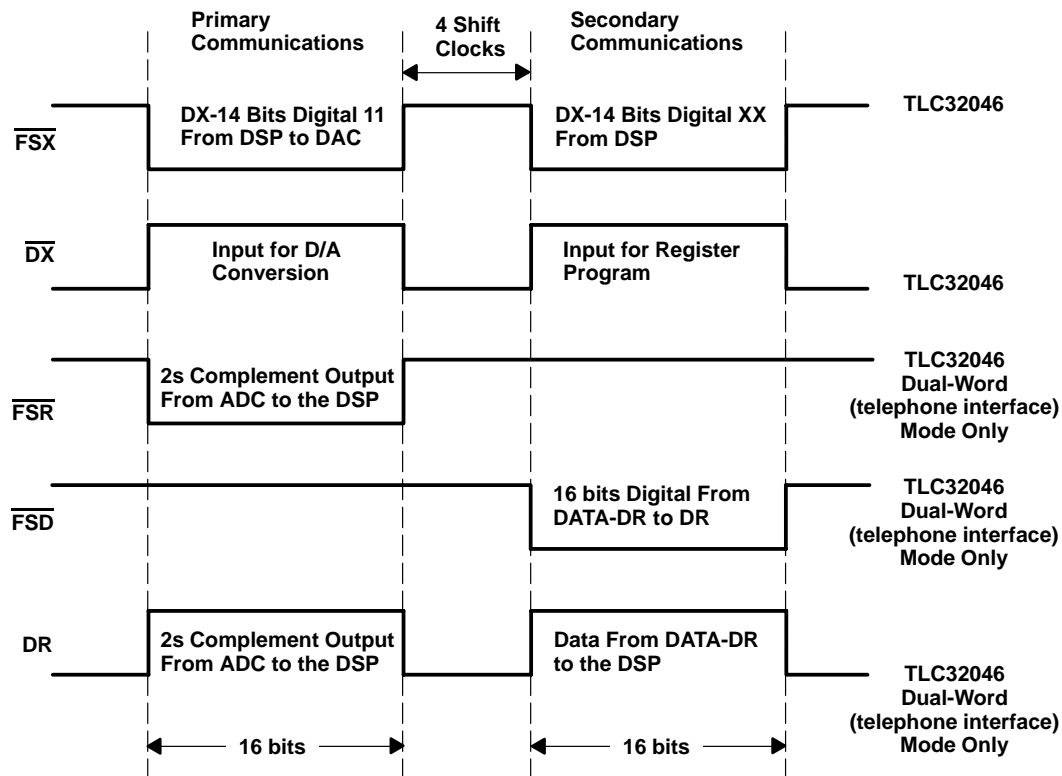 Primary
Communications
4 Shift
Clocks
Secondary
Communications
FSX
DX-14 Bits Digital 11
From DSP to DAC
DX-14 Bits Digital XX
From DSP
TLC32046
DX
Input for D/A
Conversion
Input for Register
Program
TLC32046
FSR
2s Complement Output
From ADC to the DSP
TLC32046
Dual-Word
(telephone interface)
Mode Only
FSD
16 bits Digital From
DATA-DR to DR
TLC32046
Dual-Word
(telephone interface)
Mode Only
DR
2s Complement Output
From ADC to the DSP
Data From DATA-DR
to the DSP
TLC32046
Dual-Word
(telephone interface)
Mode Only
16 bits
16 bits